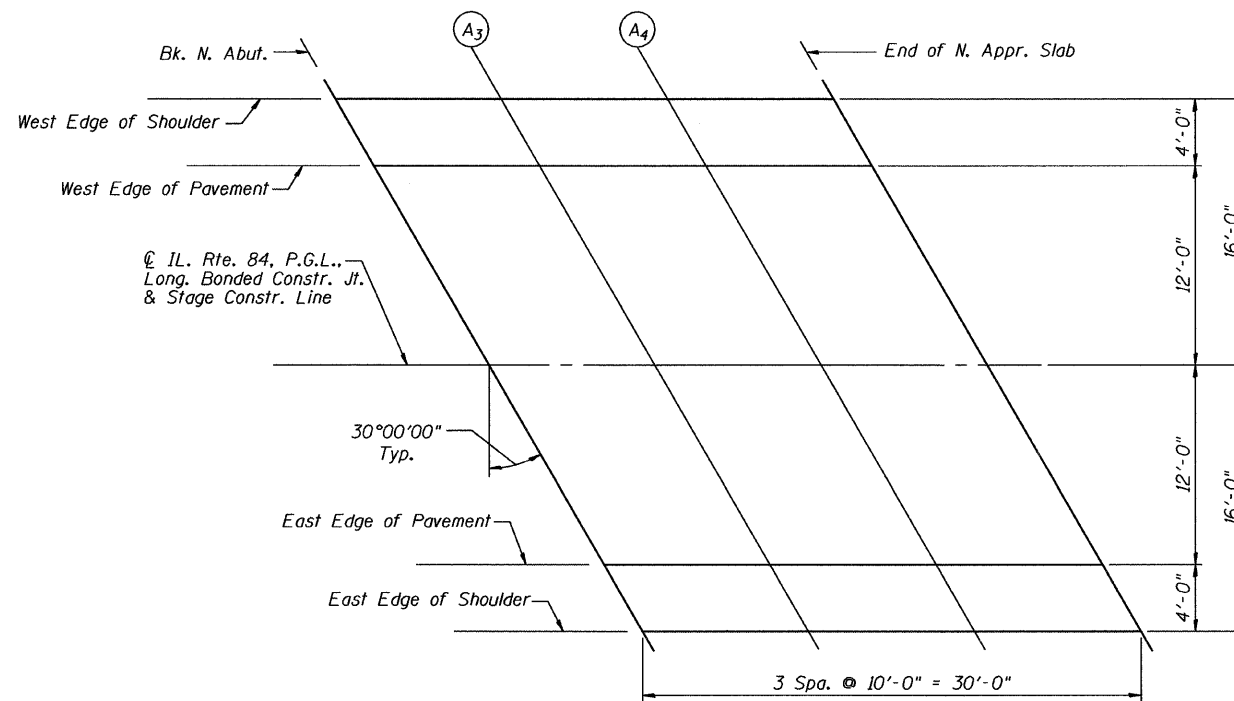 A3
A4
Bk. N. Abut.
End of N. Appr. Slab
West Edge of Shoulder
4'-0"
West Edge of Pavement
12'-0"
16'-0"
℄ IL. Rte. 84, P.G.L.,
Long. Bonded Constr. Jt.
& Stage Constr. Line
30°00'00"
Typ.
12'-0"
16'-0"
East Edge of Pavement
4'-0"
East Edge of Shoulder
3 Spa. @ 10'-0" = 30'-0"